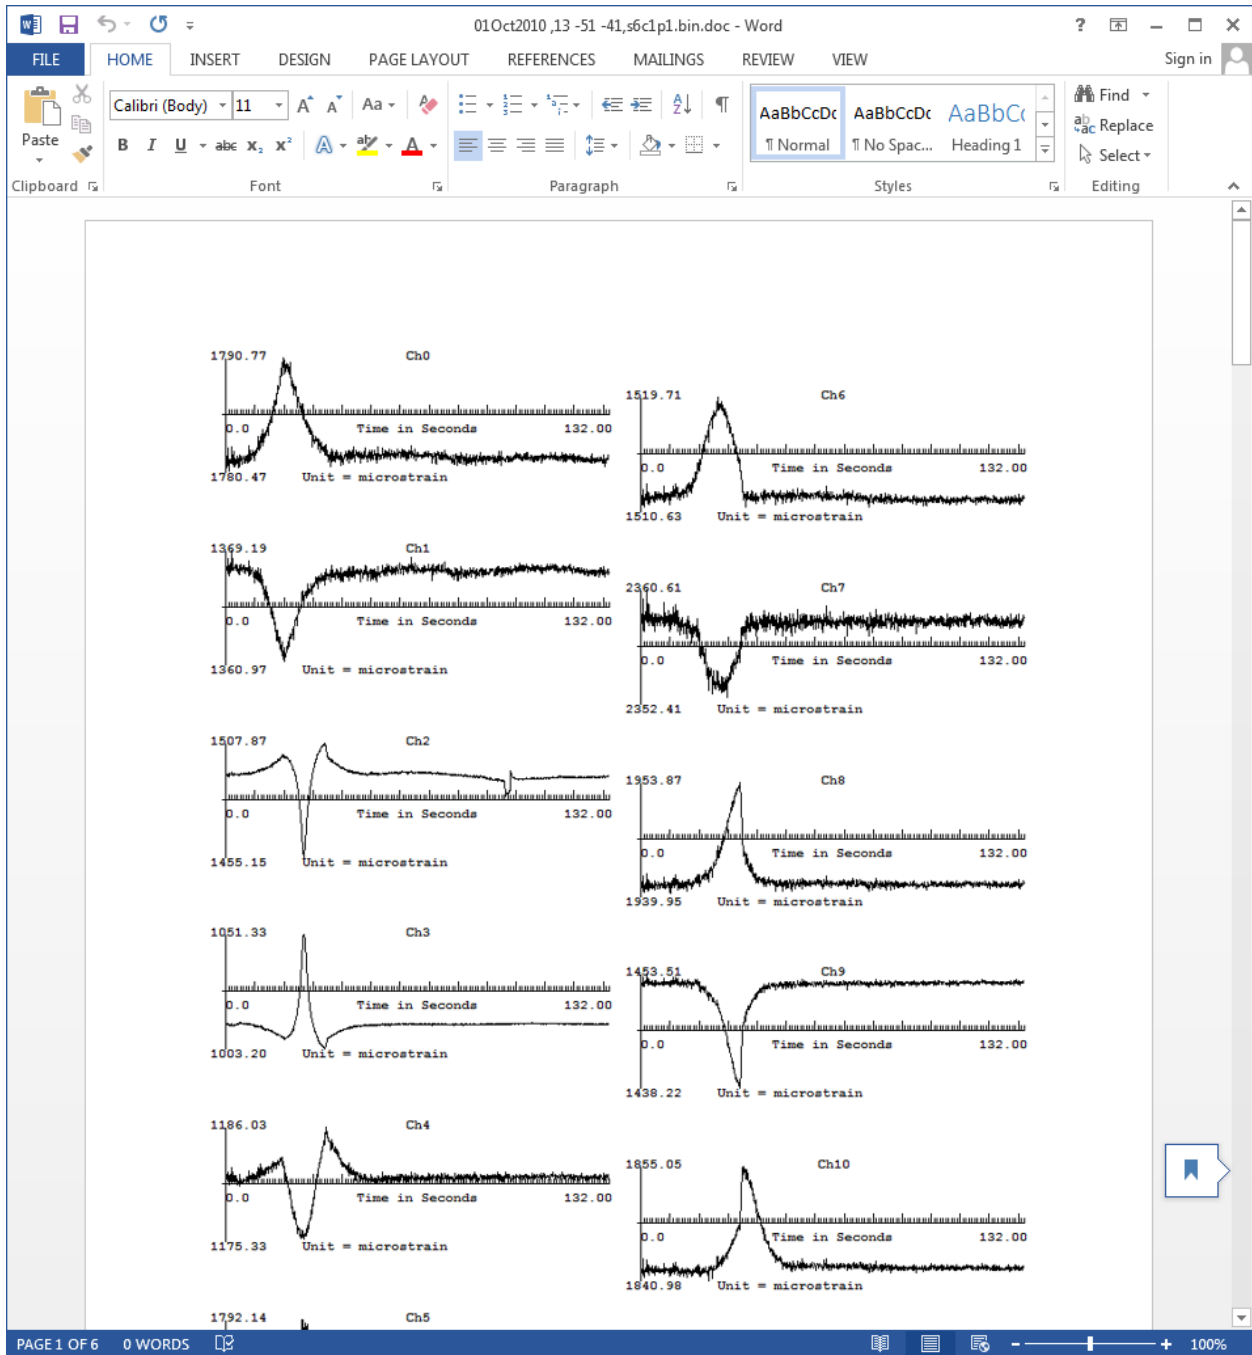 01Oct2010 ,13 -51 -41,s6c1p1.bin.doc - Word
FILE HOME INSERT DESIGN PAGE LAYOUT REFERENCES MAILINGS REVIEW VIEW Sign in
Paste
Calibri (Body) 11 A A Aa
B I U abc X₂ X²
AaBbCcDc AaBbCcDc AaBbC
¶ Normal ¶ No Spac... Heading 1
Find
Replace
Select
Clipboard Font Paragraph Styles Editing
1790.77 Ch0
0.0 Time in Seconds 132.00
1780.47 Unit = microstrain
1369.19 Ch1
0.0 Time in Seconds 132.00
1360.97 Unit = microstrain
1507.87 Ch2
0.0 Time in Seconds 132.00
1455.15 Unit = microstrain
1051.33 Ch3
0.0 Time in Seconds 132.00
1003.20 Unit = microstrain
1186.03 Ch4
0.0 Time in Seconds 132.00
1175.33 Unit = microstrain
1792.14 Ch5
1519.71 Ch6
0.0 Time in Seconds 132.00
1510.63 Unit = microstrain
2360.61 Ch7
0.0 Time in Seconds 132.00
2352.41 Unit = microstrain
1953.87 Ch8
0.0 Time in Seconds 132.00
1939.95 Unit = microstrain
1453.51 Ch9
0.0 Time in Seconds 132.00
1438.22 Unit = microstrain
1855.05 Ch10
0.0 Time in Seconds 132.00
1840.98 Unit = microstrain
PAGE 1 OF 6 0 WORDS 100%